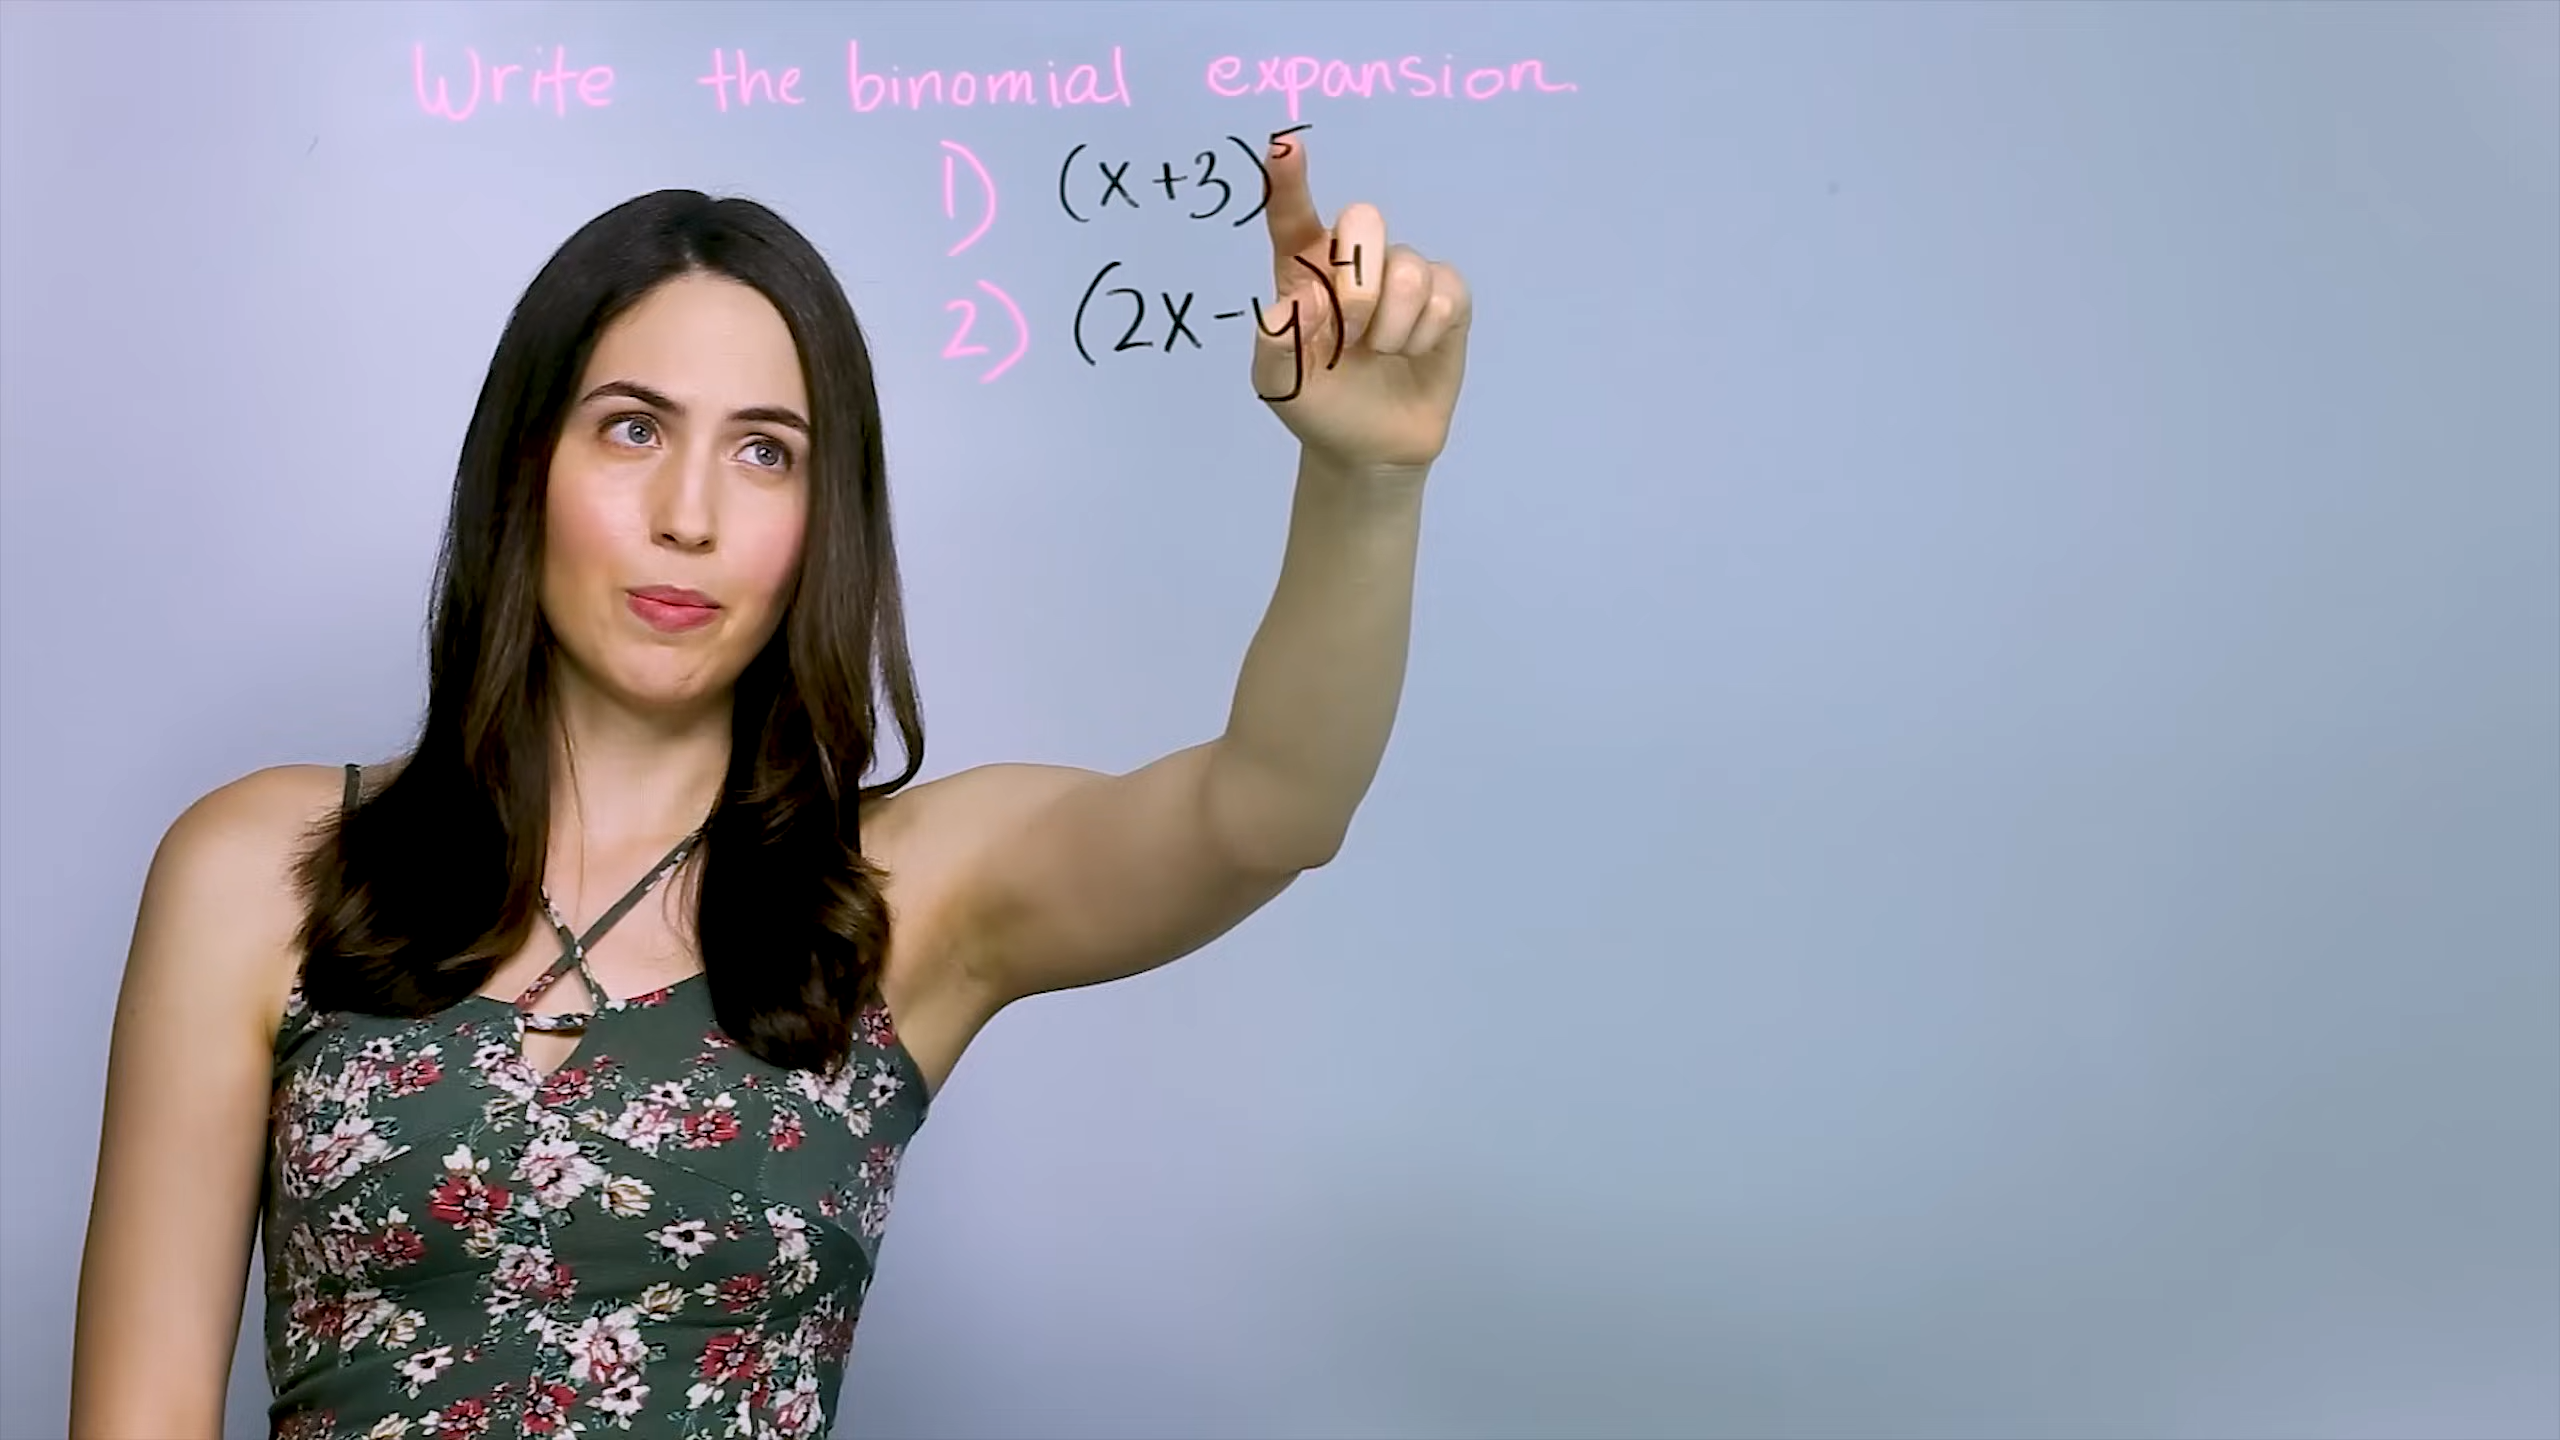 Write the binomial expansion.
1) (x+3)⁵
2) (2x-y)⁴